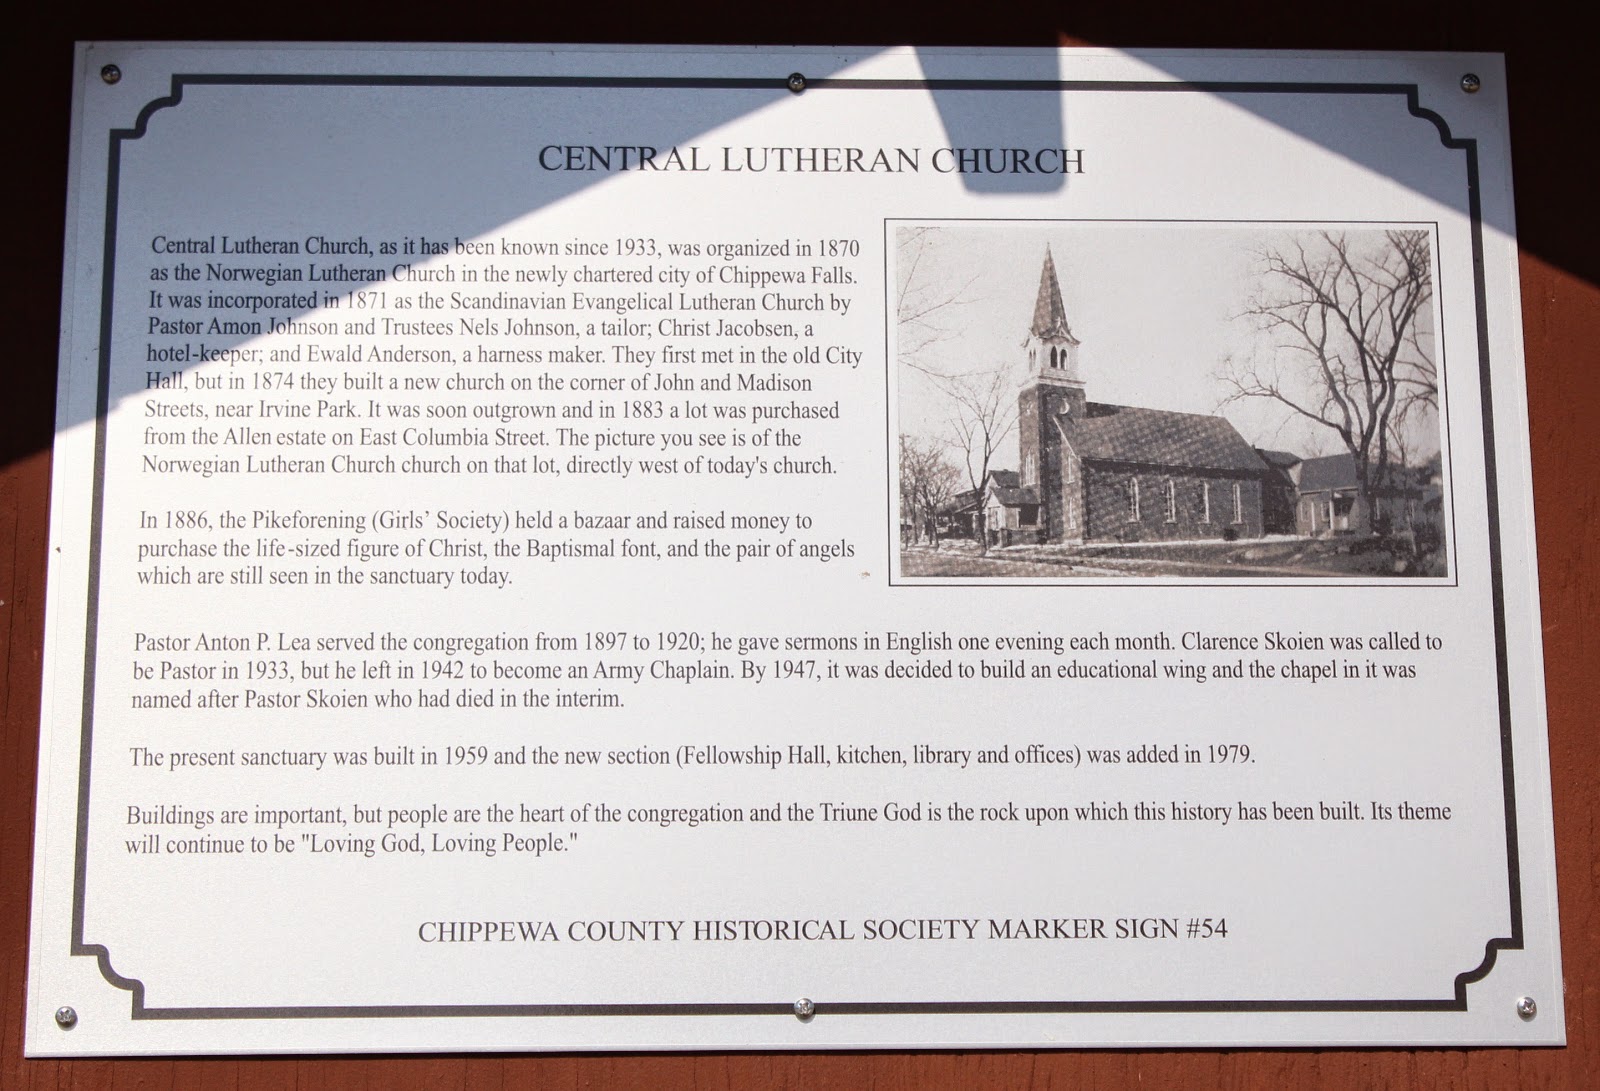 CENTRAL LUTHERAN CHURCH
Central Lutheran Church, as it has been known since 1933, was organized in 1870
as the Norwegian Lutheran Church in the newly chartered city of Chippewa Falls.
It was incorporated in 1871 as the Scandinavian Evangelical Lutheran Church by
Pastor Amon Johnson and Trustees Nels Johnson, a tailor; Christ Jacobsen, a
hotel-keeper; and Ewald Anderson, a harness maker. They first met in the old City
Hall, but in 1874 they built a new church on the corner of John and Madison
Streets, near Irvine Park. It was soon outgrown and in 1883 a lot was purchased
from the Allen estate on East Columbia Street. The picture you see is of the
Norwegian Lutheran Church church on that lot, directly west of today's church.
In 1886, the Pikeforening (Girls’ Society) held a bazaar and raised money to
purchase the life-sized figure of Christ, the Baptismal font, and the pair of angels
which are still seen in the sanctuary today.
Pastor Anton P. Lea served the congregation from 1897 to 1920; he gave sermons in English one evening each month. Clarence Skoien was called to
be Pastor in 1933, but he left in 1942 to become an Army Chaplain. By 1947, it was decided to build an educational wing and the chapel in it was
named after Pastor Skoien who had died in the interim.
The present sanctuary was built in 1959 and the new section (Fellowship Hall, kitchen, library and offices) was added in 1979.
Buildings are important, but people are the heart of the congregation and the Triune God is the rock upon which this history has been built. Its theme
will continue to be "Loving God, Loving People."
CHIPPEWA COUNTY HISTORICAL SOCIETY MARKER SIGN #54